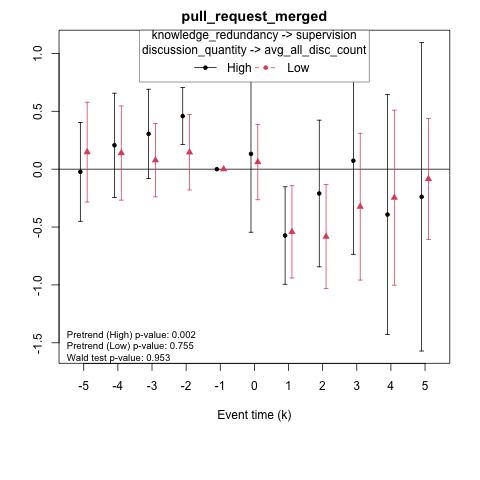 pull_request_merged
knowledge_redundancy -> supervision
discussion_quantity -> avg_all_disc_count
High Low
1.0
0.5
0.0
-0.5
-1.0
-1.5
Pretrend (High) p-value: 0.002
Pretrend (Low) p-value: 0.755
Wald test p-value: 0.953
-5 -4 -3 -2 -1 0 1 2 3 4 5
Event time (k)